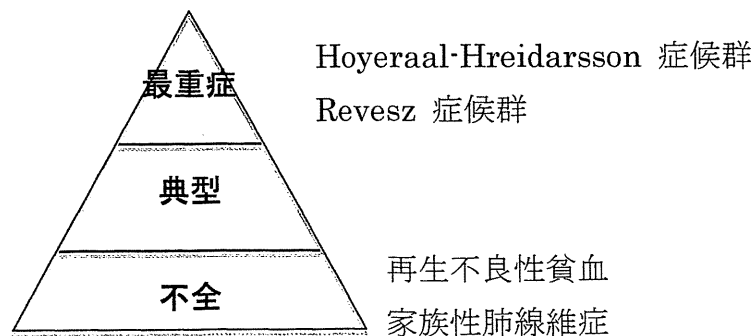 最重症
Hoyeraal-Hreidarsson 症候群
Revesz 症候群
典型
不全
再生不良性貧血
家族性肺線維症